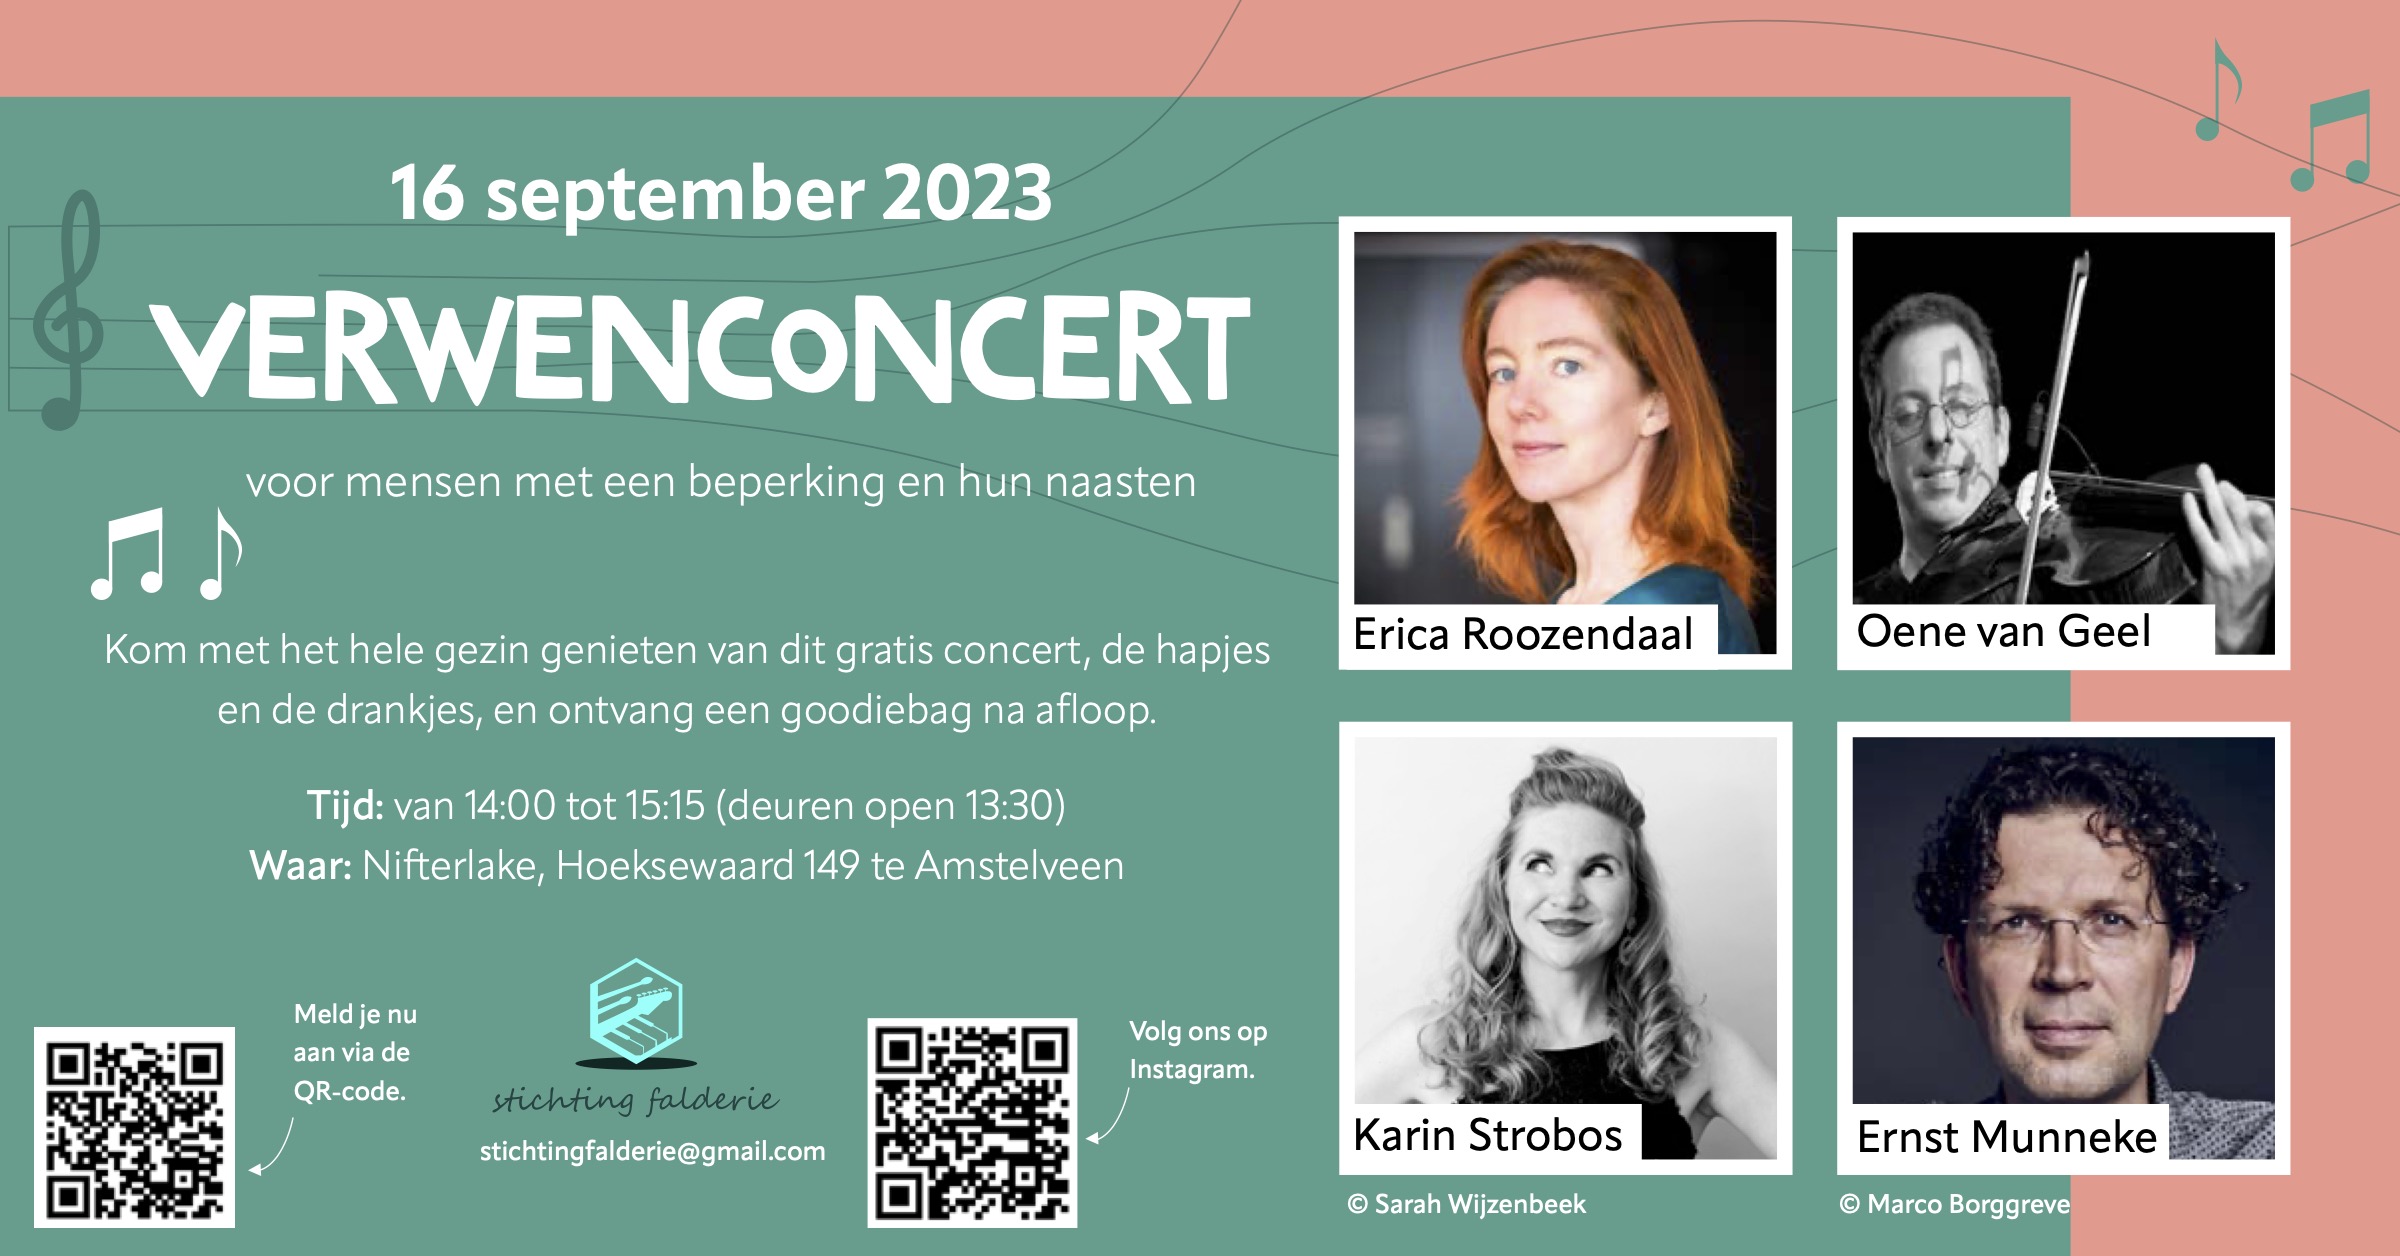 16 september 2023
VERWENCONCERT
voor mensen met een beperking en hun naasten
Kom met het hele gezin genieten van dit gratis concert, de hapjes
en de drankjes, en ontvang een goodiebag na afloop.
Tijd: van 14:00 tot 15:15 (deuren open 13:30)
Waar: Nifterlake, Hoeksewaard 149 te Amstelveen
Meld je nu
aan via de
QR-code.
stichting falderie
stichtingfalderie@gmail.com
Volg ons op
Instagram.
Erica Roozendaal
Oene van Geel
Karin Strobos
Ernst Munneke
© Sarah Wijzenbeek
© Marco Borggreve